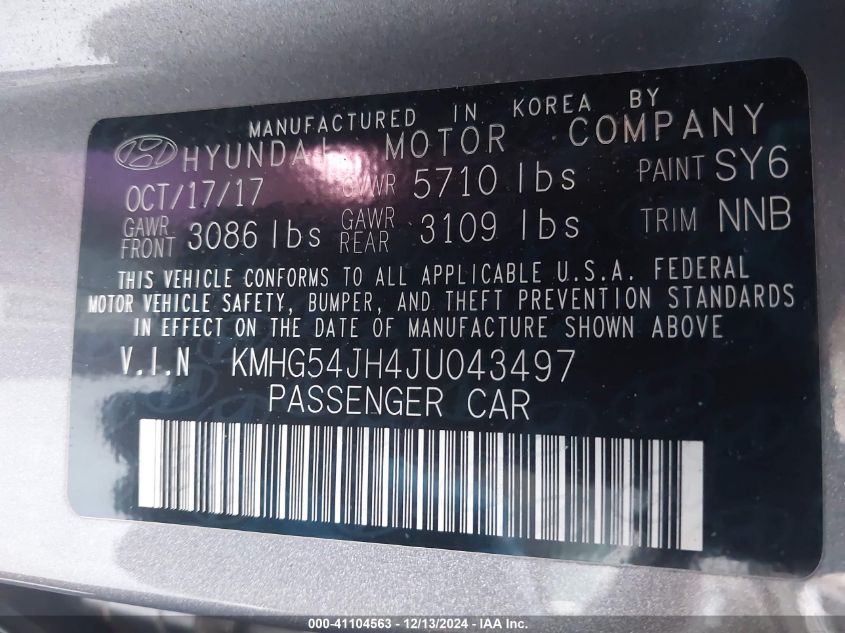 MANUFACTURED IN KOREA BY
HYUNDAI MOTOR COMPANY
OCT/17/17 GVWR 5710 lbs PAINT SY6
GAWR FRONT 3086 lbs GAWR REAR 3109 lbs TRIM NNB
THIS VEHICLE CONFORMS TO ALL APPLICABLE U.S.A. FEDERAL
MOTOR VEHICLE SAFETY, BUMPER, AND THEFT PREVENTION STANDARDS
IN EFFECT ON THE DATE OF MANUFACTURE SHOWN ABOVE
V.I.N KMHG54JH4JU043497
PASSENGER CAR
000-41104563 - 12/13/2024 - IAA Inc.